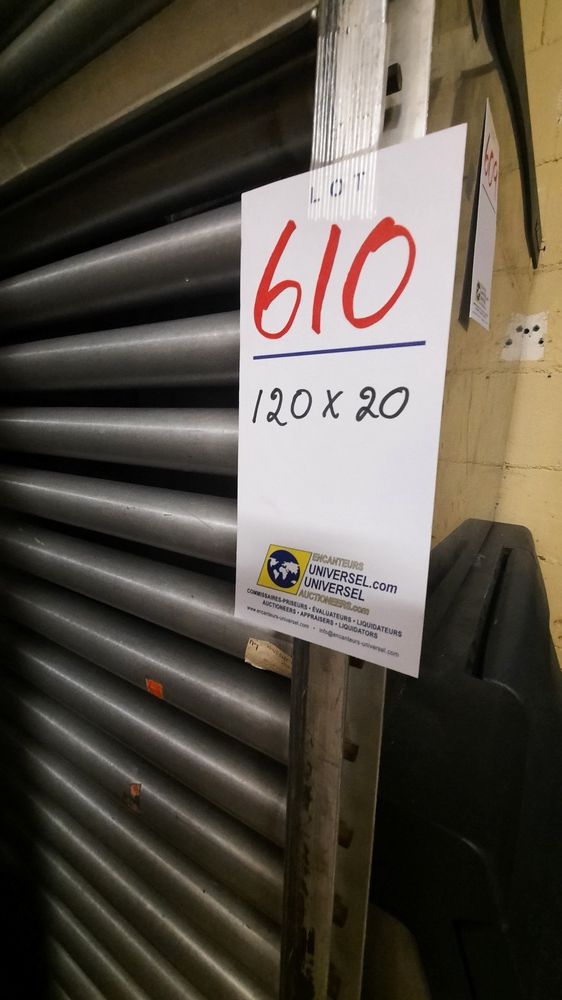 LOT
610
120 x 20
ENCANTEURS
UNIVERSEL.com
UNIVERSEL
AUCTIONEERS.com
COMMISSAIRES-PRISEURS • ÉVALUATEURS • LIQUIDATEURS
AUCTIONEERS • APPRAISERS • LIQUIDATORS
www.encanteurs-universel.com • info@encanteurs-universel.com
609